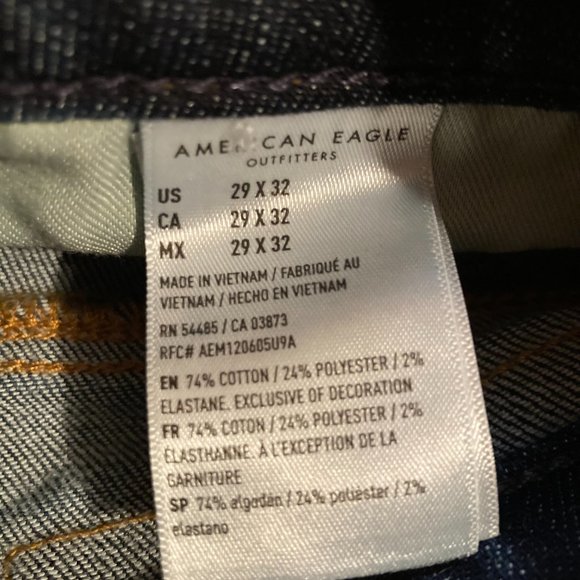 AMERICAN EAGLE
OUTFITTERS
US 29 X 32
CA 29 X 32
MX 29 X 32
MADE IN VIETNAM / FABRIQUÉ AU
VIETNAM / HECHO EN VIETNAM
RN 54485 / CA 03873
RFC# AEM120605U9A
EN 74% COTTON / 24% POLYESTER / 2%
ELASTANE. EXCLUSIVE OF DECORATION
FR 74% COTON / 24% POLYESTER / 2%
ÉLASTHANNE. À L'EXCEPTION DE LA
GARNITURE
SP 74% algodón / 24% poliéster / 2%
elastano